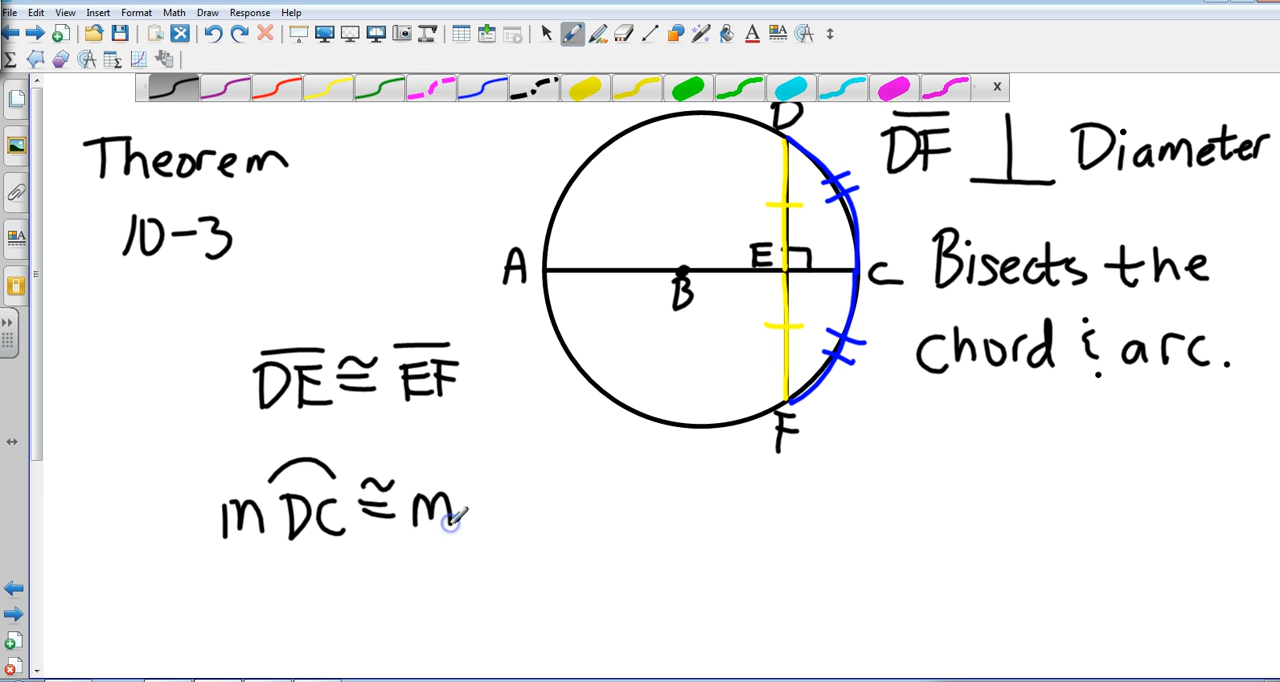 File Edit View Insert Format Math Draw Response Help
Theorem
10-3
D
DF ⊥ Diameter
A
B
E
C
F
Bisects the
chord & arc.
DE ≅ EF
mDC ≅ m